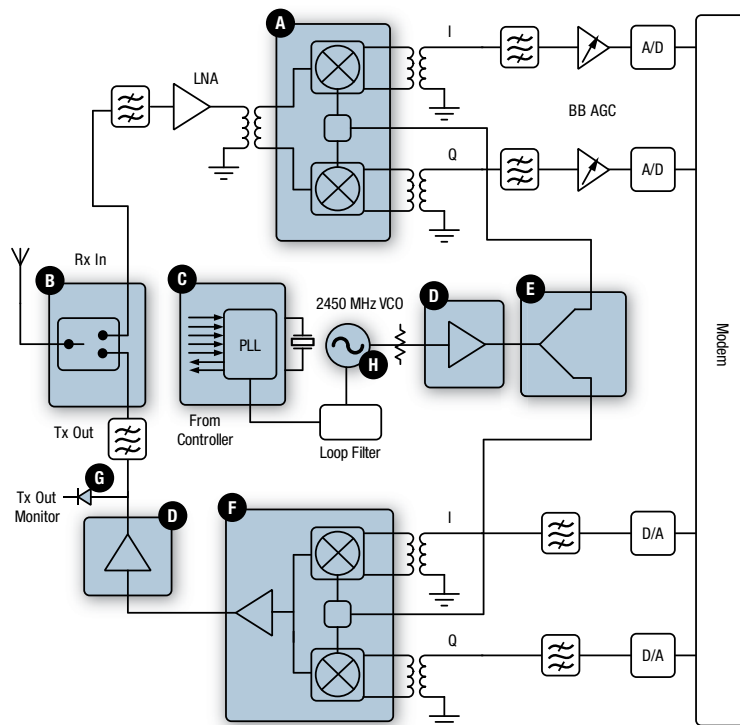 A
I
LNA
A/D
BB AGC
Q
A/D
Rx In
B
C
2450 MHz VCO
D
E
PLL
H
Modem
From
Controller
Loop Filter
Tx Out
G
Tx Out
Monitor
D
F
I
D/A
Q
D/A